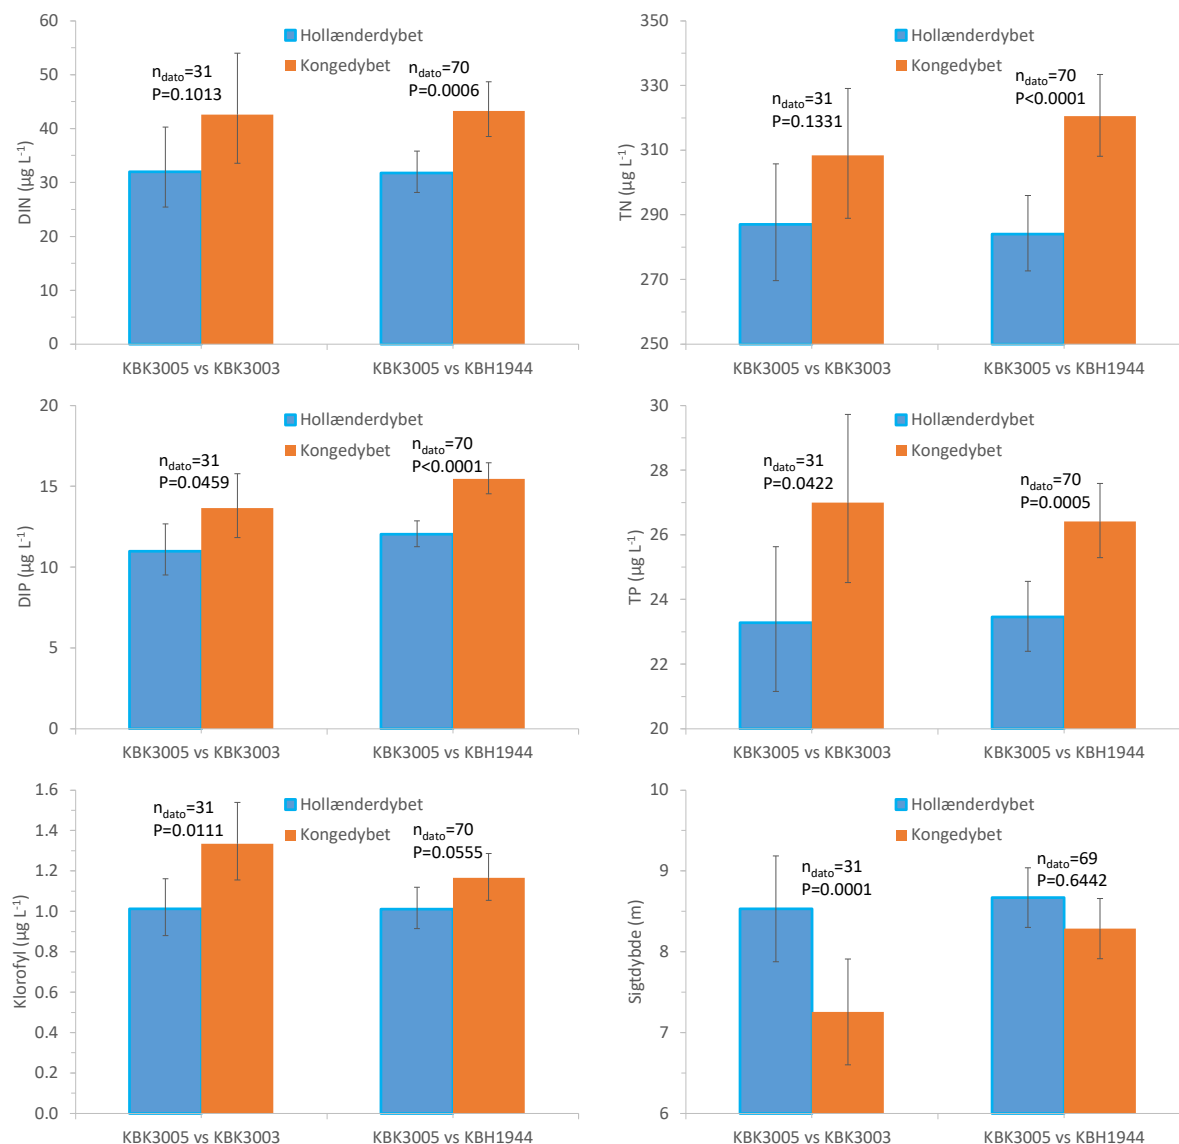 60
50
40
30
20
10
0
DIN (µg L-1)
Hollænderdybet
Kongedybet
ndato=31
P=0.1013
ndato=70
P=0.0006
KBK3005 vs KBK3003
KBK3005 vs KBH1944
350
330
310
290
270
250
TN (µg L-1)
Hollænderdybet
Kongedybet
ndato=31
P=0.1331
ndato=70
P<0.0001
KBK3005 vs KBK3003
KBK3005 vs KBH1944
20
15
10
5
0
DIP (µg L-1)
Hollænderdybet
Kongedybet
ndato=31
P=0.0459
ndato=70
P<0.0001
KBK3005 vs KBK3003
KBK3005 vs KBH1944
30
28
26
24
22
20
TP (µg L-1)
Hollænderdybet
Kongedybet
ndato=31
P=0.0422
ndato=70
P=0.0005
KBK3005 vs KBK3003
KBK3005 vs KBH1944
1.6
1.4
1.2
1.0
0.8
0.6
0.4
0.2
0.0
Klorofyl (µg L-1)
Hollænderdybet
Kongedybet
ndato=31
P=0.0111
ndato=70
P=0.0555
KBK3005 vs KBK3003
KBK3005 vs KBH1944
10
9
8
7
6
Sigtdybde (m)
Hollænderdybet
Kongedybet
ndato=31
P=0.0001
ndato=69
P=0.6442
KBK3005 vs KBK3003
KBK3005 vs KBH1944